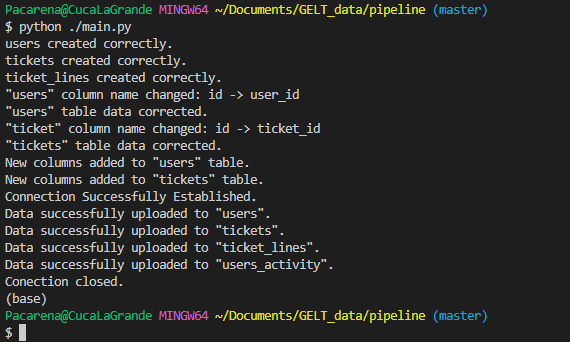 Pacarena@CucaLaGrande MINGW64 ~/Documents/GELT_data/pipeline (master)
$ python ./main.py
users created correctly.
tickets created correctly.
ticket_lines created correctly.
"users" column name changed: id -> user_id
"users" table data corrected.
"ticket" column name changed: id -> ticket_id
"tickets" table data corrected.
New columns added to "users" table.
New columns added to "tickets" table.
Connection Successfully Established.
Data successfully uploaded to "users".
Data successfully uploaded to "tickets".
Data successfully uploaded to "ticket_lines".
Data successfully uploaded to "users_activity".
Conection closed.
(base)
Pacarena@CucaLaGrande MINGW64 ~/Documents/GELT_data/pipeline (master)
$